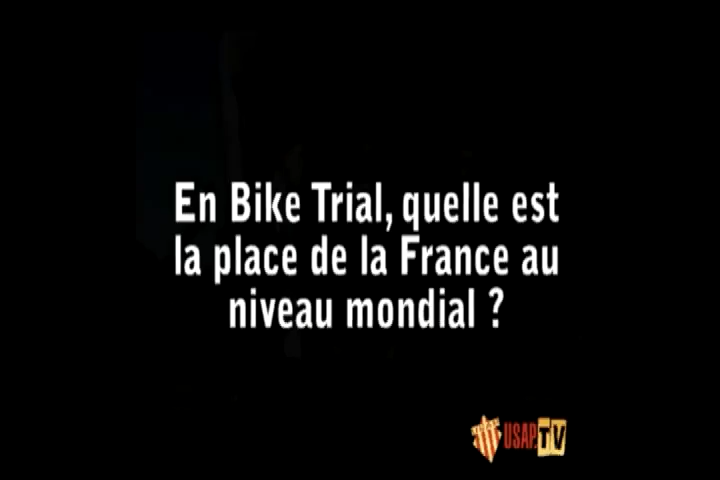 En Bike Trial, quelle est
la place de la France au
niveau mondial ?
USAP.TV